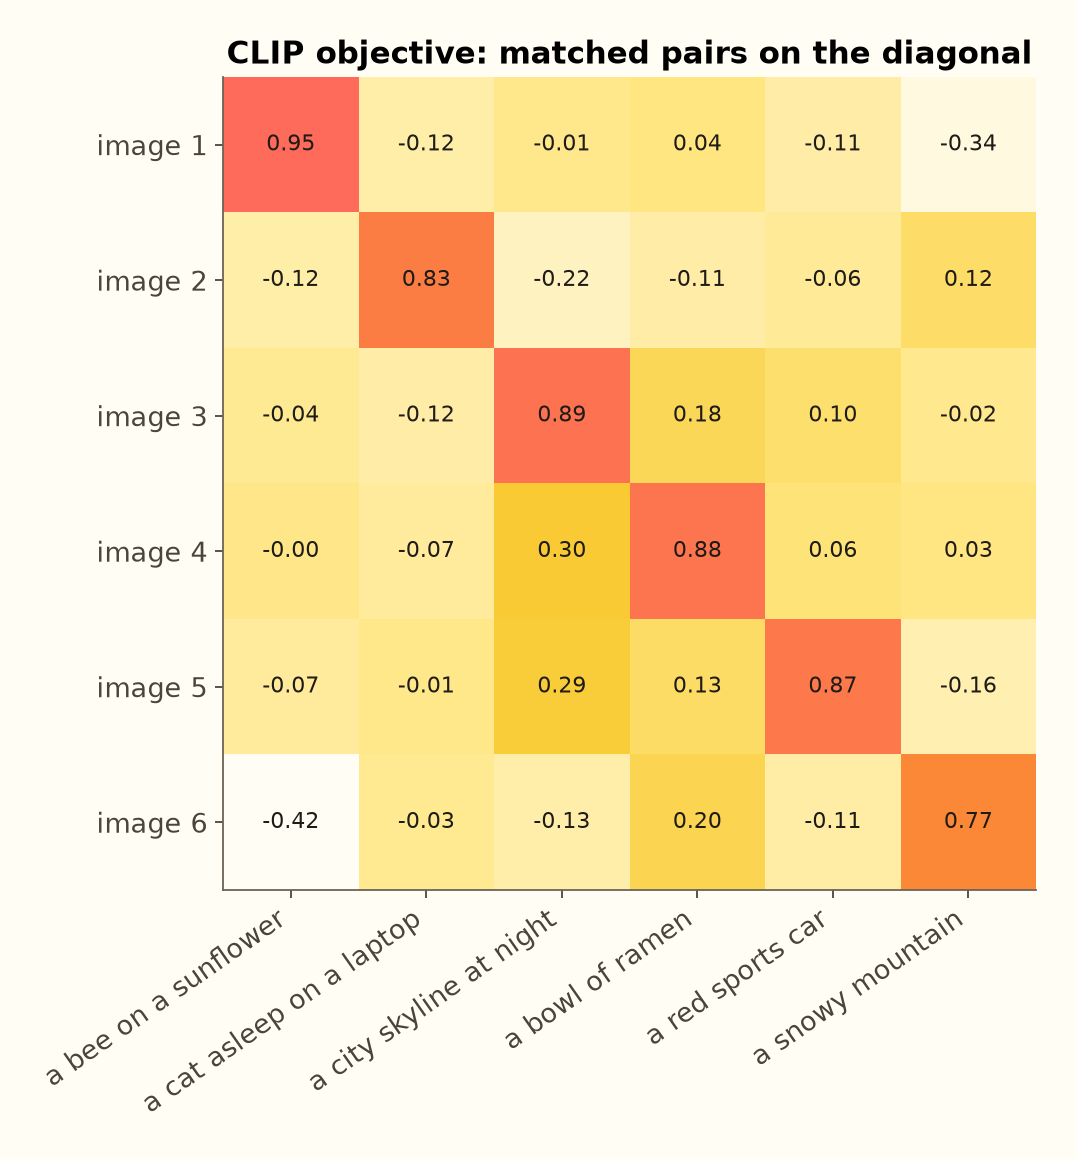 CLIP objective: matched pairs on the diagonal
image 1 0.95 -0.12 -0.01 0.04 -0.11 -0.34
image 2 -0.12 0.83 -0.22 -0.11 -0.06 0.12
image 3 -0.04 -0.12 0.89 0.18 0.10 -0.02
image 4 -0.00 -0.07 0.30 0.88 0.06 0.03
image 5 -0.07 -0.01 0.29 0.13 0.87 -0.16
image 6 -0.42 -0.03 -0.13 0.20 -0.11 0.77
a bee on a sunflower
a cat asleep on a laptop
a city skyline at night
a bowl of ramen
a red sports car
a snowy mountain